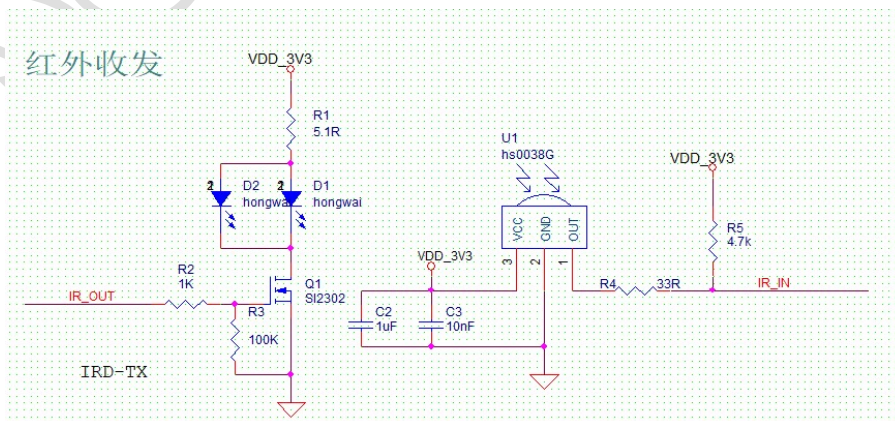 红外收发
VDD_3V3
R1
5.1R
2
D2
hongwai
2
D1
hongwai
R2
1K
IR_OUT
R3
100K
Q1
SI2302
IRD-TX
U1
hs0038G
VCC
GND
OUT
3
2
1
VDD_3V3
C2
1uF
C3
10nF
R4
33R
VDD_3V3
R5
4.7k
IR_IN